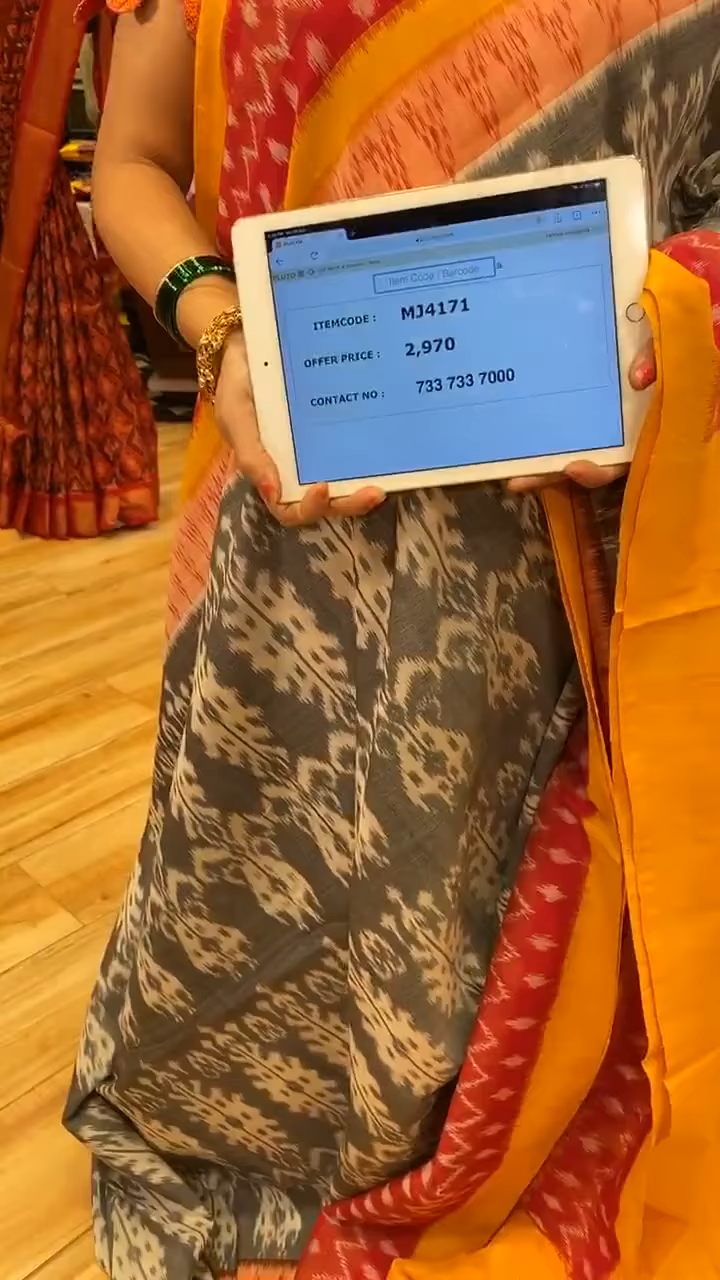 Item Code / Barcode
ITEMCODE : MJ4171
OFFER PRICE : 2,970
CONTACT NO : 733 733 7000